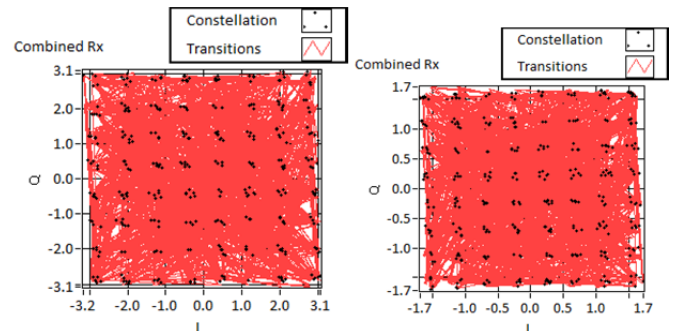 Constellation
Transitions
Combined Rx
3.1
2.0
1.0
0.0
-1.0
-2.0
-3.1
Q
-3.2 -2.0 -1.0 0.0 1.0 2.0 3.1
I
Constellation
Transitions
Combined Rx
1.7
1.0
0.5
0.0
-0.5
-1.0
-1.7
Q
-1.7 -1.0 -0.5 0.0 0.5 1.0 1.7
I